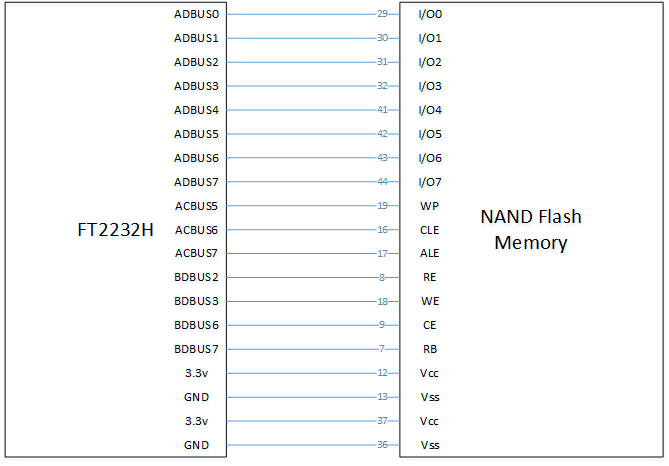 ADBUS0 29 I/O0
ADBUS1 30 I/O1
ADBUS2 31 I/O2
ADBUS3 32 I/O3
ADBUS4 41 I/O4
ADBUS5 42 I/O5
ADBUS6 43 I/O6
ADBUS7 44 I/O7
ACBUS5 19 WP
FT2232H
ACBUS6 16 CLE
NAND Flash
Memory
ACBUS7 17 ALE
BDBUS2 8 RE
BDBUS3 18 WE
BDBUS6 9 CE
BDBUS7 7 RB
3.3v 12 Vcc
GND 13 Vss
3.3v 37 Vcc
GND 36 Vss